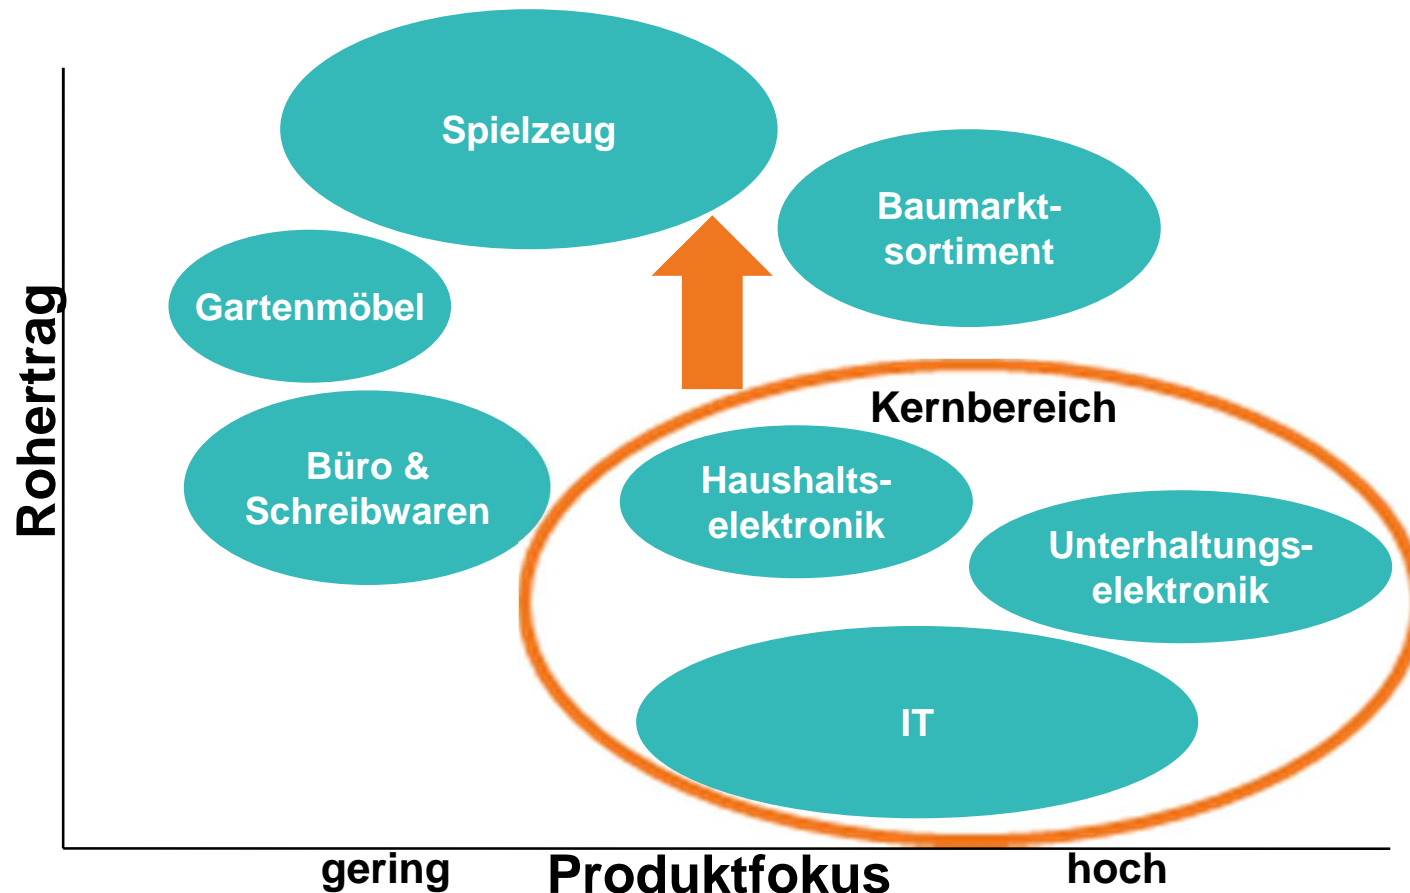 Spielzeug
Baumarkt-
sortiment
Gartenmöbel
Rohertrag
Kernbereich
Büro &
Schreibwaren
Haushalts-
elektronik
Unterhaltungs-
elektronik
IT
gering
Produktfokus
hoch